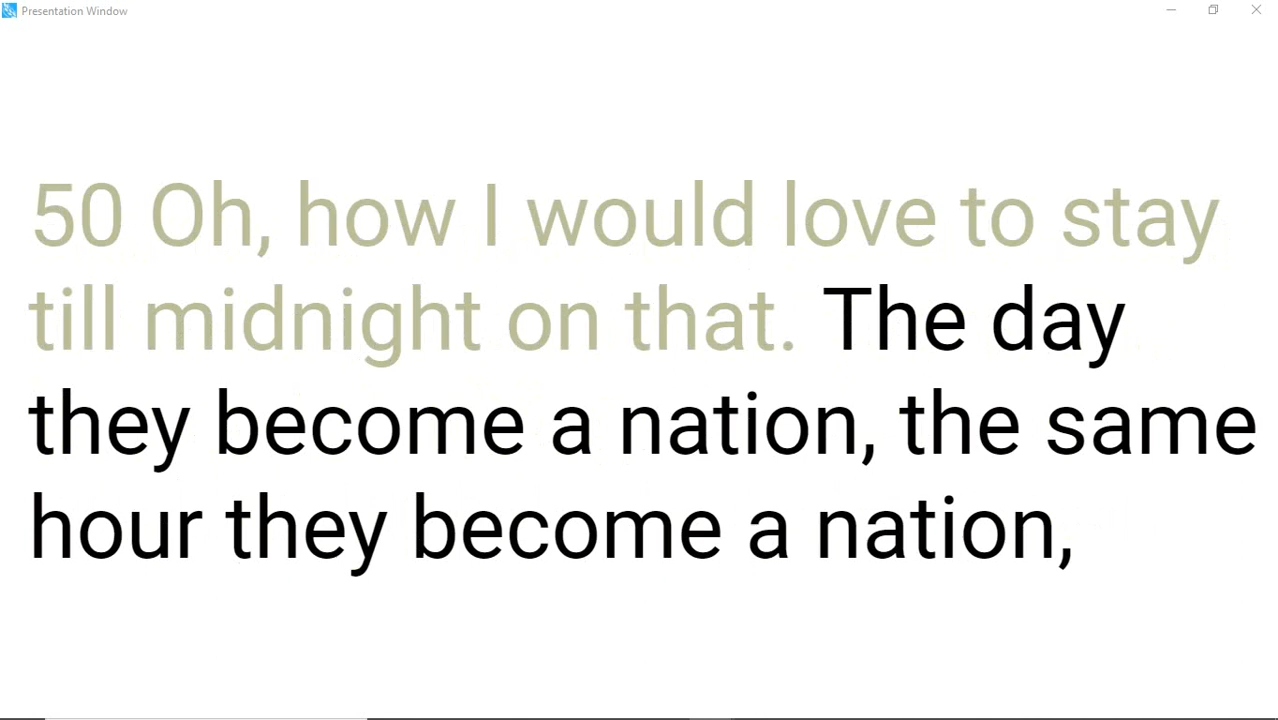 Presentation Window
50 Oh, how I would love to stay
till midnight on that. The day
they become a nation, the same
hour they become a nation,